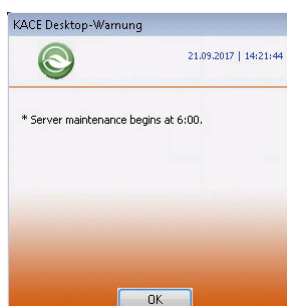 KACE Desktop-Warnung
21.09.2017 | 14:21:44
* Server maintenance begins at 6:00.
OK